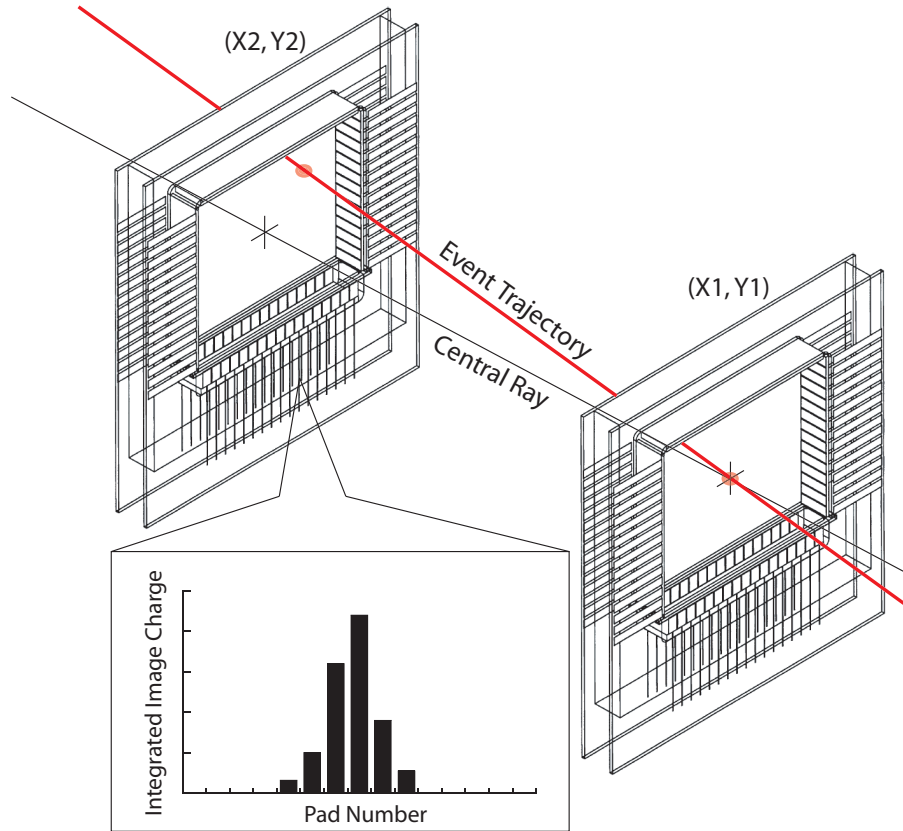 (X2, Y2)
Event Trajectory
(X1, Y1)
Central Ray
Integrated Image Charge
Pad Number